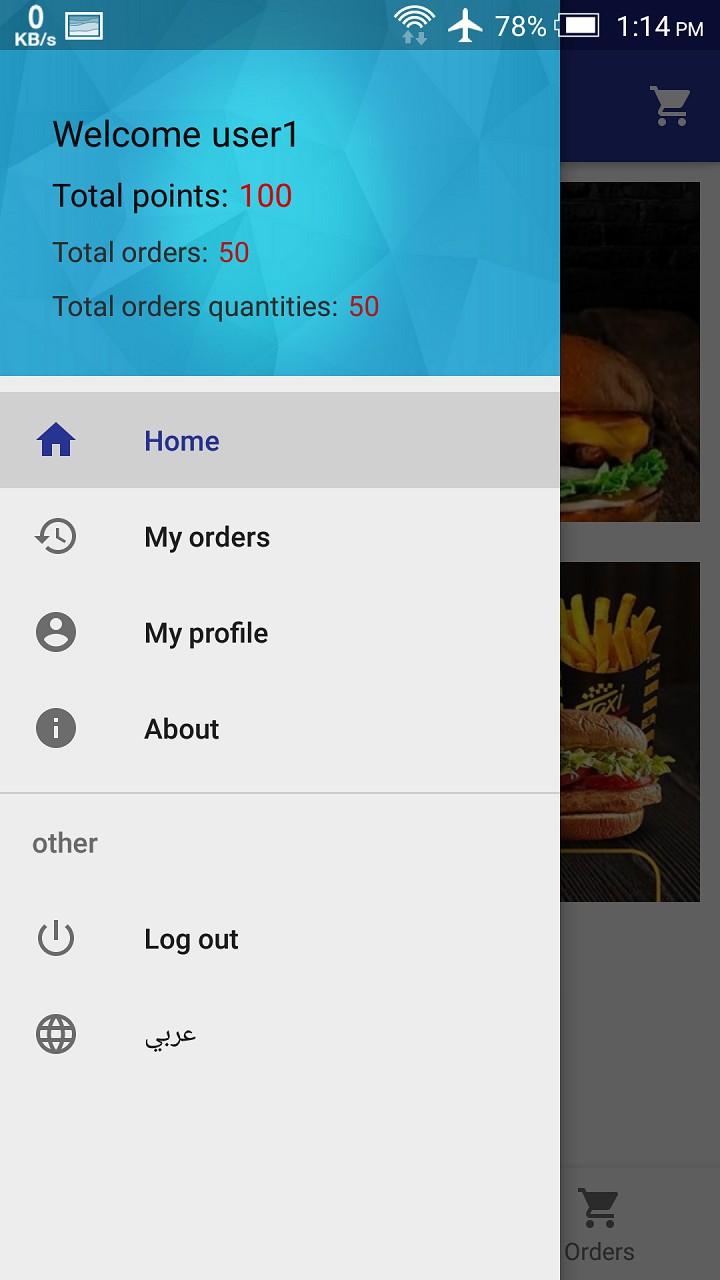 0
KB/s
78%
1:14 PM
Welcome user1
Total points: 100
Total orders: 50
Total orders quantities: 50
Home
My orders
My profile
About
Taxi
other
Log out
عربي
Orders